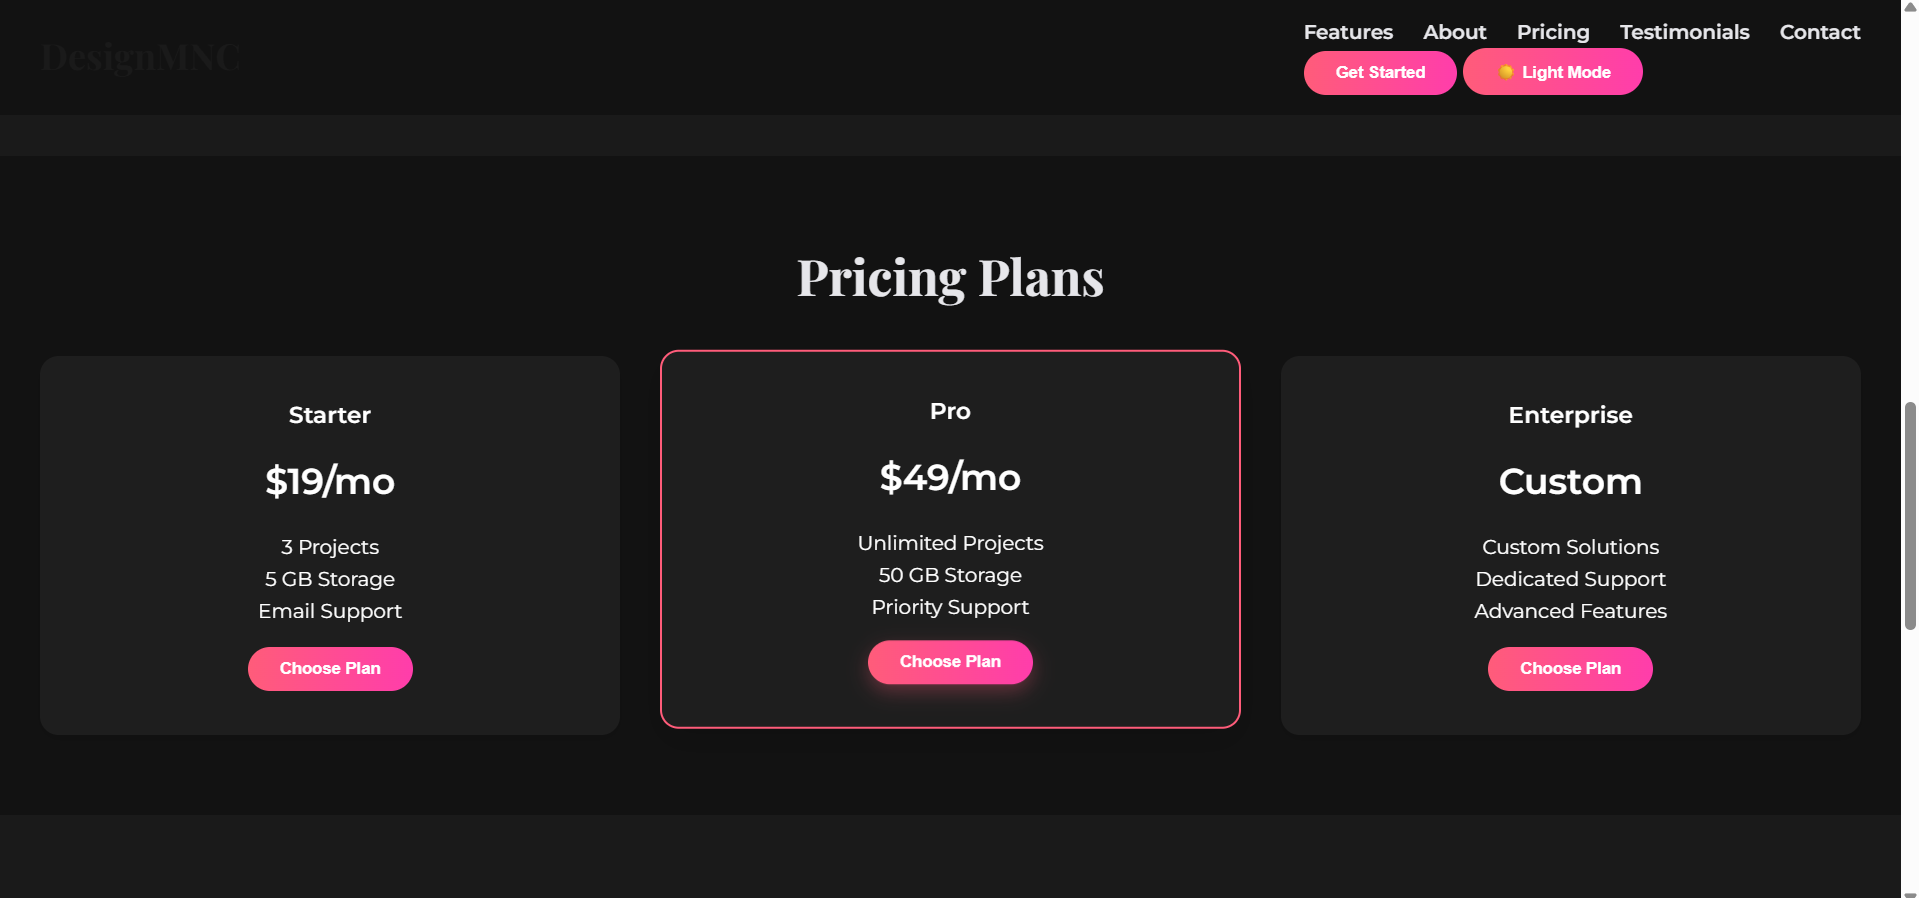 DesignMNC
Features About Pricing Testimonials Contact
Get Started Light Mode
Pricing Plans
Starter
$19/mo
3 Projects
5 GB Storage
Email Support
Choose Plan
Pro
$49/mo
Unlimited Projects
50 GB Storage
Priority Support
Choose Plan
Enterprise
Custom
Custom Solutions
Dedicated Support
Advanced Features
Choose Plan